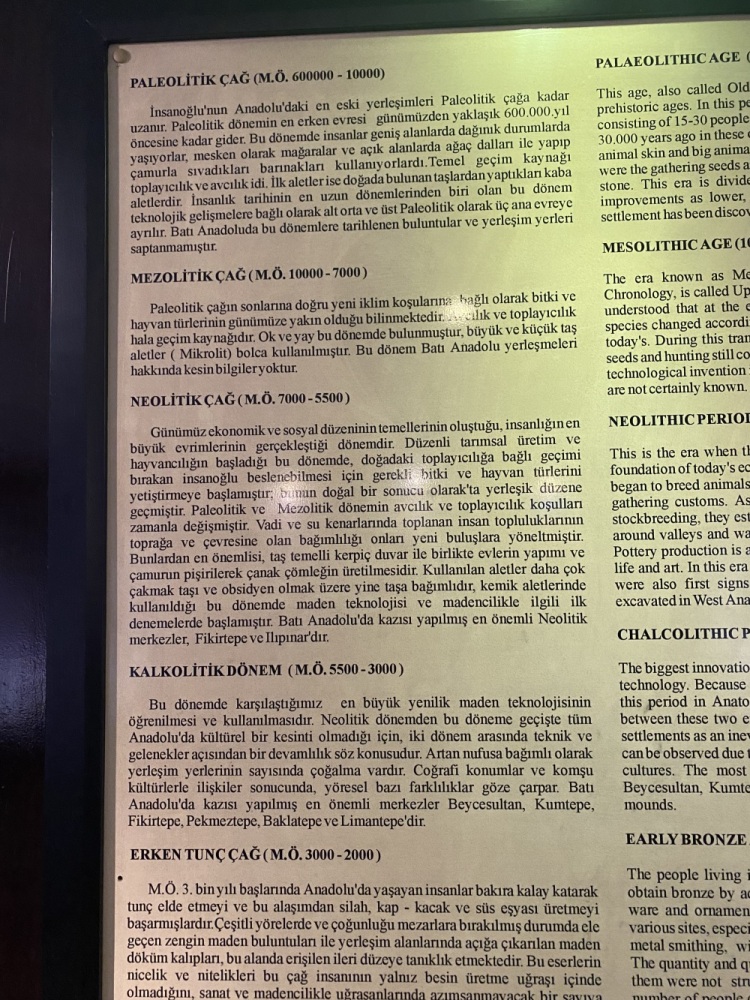 PALEOLİTİK ÇAĞ (M.Ö. 600000 - 10000)
İnsanoğlu'nun Anadolu'daki en eski yerleşimleri Paleolitik çağa kadar
uzanır. Paleolitik dönemin en erken evresi günümüzden yaklaşık 600.000.yıl
öncesine kadar gider. Bu dönemde insanlar geniş alanlarda dağınık durumlarda
yaşıyorlar, mesken olarak mağaralar ve açık alanlarda ağaç dalları ile yapıp
çamurla sıvadıkları barınakları kullanıyorlardı.Temel geçim kaynağı
toplayıcılık ve avcılık idi. İlk aletler ise doğada bulunan taşlardan yaptıkları kaba
aletlerdir. İnsanlık tarihinin en uzun dönemlerinden biri olan bu dönem
teknolojik gelişmelere bağlı olarak alt orta ve üst Paleolitik olarak üç ana evreye
ayrılır. Batı Anadoluda bu dönemlere tarihlenen buluntular ve yerleşim yerleri
saptanmamıştır.
MEZOLİTİK ÇAĞ ( M.Ö. 10000 - 7000 )
Paleolitik çağın sonlarına doğru yeni iklim koşularına bağlı olarak bitki ve
hayvan türlerinin günümüze yakın olduğu bilinmektedir. Avcılık ve toplayıcılık
hala geçim kaynağıdır. Ok ve yay bu dönemde bulunmuştur, büyük ve küçük taş
aletler ( Mikrolit) bolca kullanılmıştır. Bu dönem Batı Anadolu yerleşmeleri
hakkında kesin bilgiler yoktur.
NEOLİTİK ÇAĞ ( M.Ö. 7000 - 5500 )
Günümüz ekonomik ve sosyal düzeninin temellerinin oluştuğu, insanlığın en
büyük evrimlerinin gerçekleştiği dönemdir. Düzenli tarımsal üretim ve
hayvancılığın başladığı bu dönemde, doğadaki toplayıcılığa bağlı geçimi
bırakan insanoğlu beslenebilmesi için gerekli bitki ve hayvan türlerini
yetiştirmeye başlamıştır; bunun doğal bir sonucu olarak'ta yerleşik düzene
geçmiştir. Paleolitik ve Mezolitik dönemin avcılık ve toplayıcılık koşulları
zamanla değişmiştir. Vadi ve su kenarlarında toplanan insan topluluklarının
toprağa ve çevresine olan bağımlılığı onları yeni buluşlara yöneltmiştir.
Bunlardan en önemlisi, taş temelli kerpiç duvar ile birlikte evlerin yapımı ve
çamurun pişirilerek çanak çömleğin üretilmesidir. Kullanılan aletler daha çok
çakmak taşı ve obsidyen olmak üzere yine taşa bağımlıdır, kemik aletlerinde
kullanıldığı bu dönemde maden teknolojisi ve madencilikle ilgili ilk
denemelerde başlamıştır. Batı Anadolu'da kazısı yapılmış en önemli Neolitik
merkezler, Fikirtepe ve Ilıpınar'dır.
KALKOLİTİK DÖNEM ( M.Ö. 5500 - 3000 )
Bu dönemde karşılaştığımız en büyük yenilik maden teknolojisinin
öğrenilmesi ve kullanılmasıdır. Neolitik dönemden bu döneme geçişte tüm
Anadolu'da kültürel bir kesinti olmadığı için, iki dönem arasında teknik ve
gelenekler açısından bir devamlılık söz konusudur. Artan nufusa bağımlı olarak
yerleşim yerlerinin sayısında çoğalma vardır. Coğrafi konumlar ve komşu
kültürlerle ilişkiler sonucunda, yöresel bazı farklılıklar göze çarpar. Batı
Anadolu'da kazısı yapılmış en önemli merkezler Beycesultan, Kumtepe,
Fikirtepe, Pekmeztepe, Baklatepe ve Limantepe'dir.
ERKEN TUNÇ ÇAĞ ( M.Ö. 3000 - 2000 )
M.Ö. 3. bin yılı başlarında Anadolu'da yaşayan insanlar bakıra kalay katarak
tunç elde etmeyi ve bu alaşımdan silah, kap - kacak ve süs eşyası üretmeyi
başarmışlardır.Çeşitli yörelerde ve çoğunluğu mezarlara bırakılmış durumda ele
geçen zengin maden buluntuları ile yerleşim alanlarında açığa çıkarılan maden
döküm kalıpları, bu alanda erişilen ileri düzeye tanıklık etmektedir. Bu eserlerin
nicelik ve nitelikleri bu çağ insanının yalnız besin üretme uğraşı içinde
olmadığını, sanat ve madencilikle uğraşanlarında azımsanmayacak bir sayıya
PALAEOLITHIC AGE (
This age, also called Old
prehistoric ages. In this pe
consisting of 15-30 people
30.000 years ago in these
animal skin and big anima
were the gathering seeds a
stone. This era is divide
improvements as lower,
settlement has been discov
MESOLITHIC AGE (10
The era known as Me
Chronology, is called Up
understood that at the e
species changed accordi
today's. During this tran
seeds and hunting still co
technological invention
are not certainly known.
NEOLITHIC PERIOD
This is the era when th
foundation of today's ec
began to breed animals
gathering customs. As
stockbreeding, they est
around valleys and wa
Pottery production is a
life and art. In this era
were also first signs
excavated in West Ana
CHALCOLITHIC P
The biggest innovatio
technology. Because
this period in Anato
between these two e
settlements as an inev
can be observed due t
cultures. The most
Beycesultan, Kumte
mounds.
EARLY BRONZE
The people living i
obtain bronze by ad
ware and ornamen
various sites, especi
metal smithing, wi
The quantity and q
them were not stru
number of people